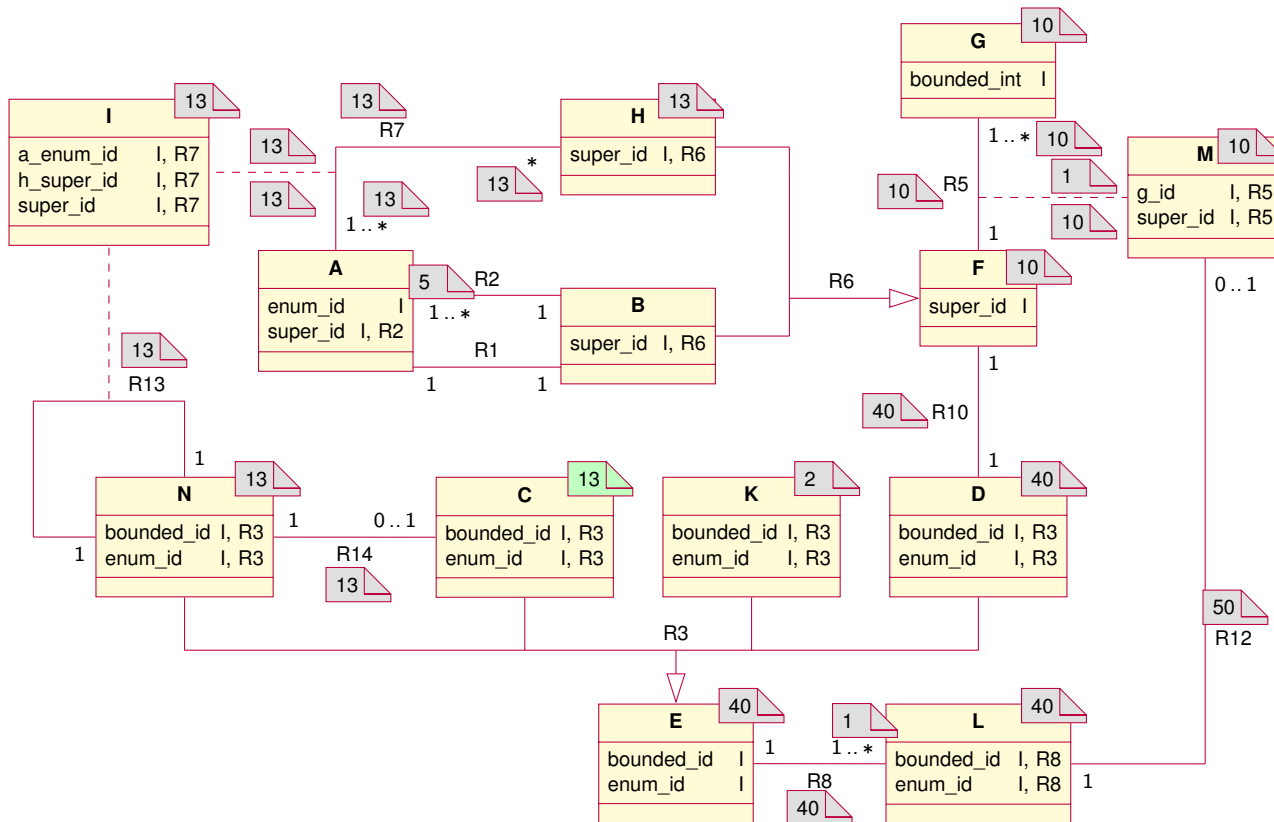 G
10
bounded_int I
1 .. *
10
I
13
a_enum_id I, R7
h_super_id I, R7
super_id I, R7
13
R7
13
13
13
*
13
1 .. *
H
13
super_id I, R6
M
10
g_id I, R5
super_id I, R5
1
10
10
R5
1
A
enum_id I
super_id I, R2
5
R2
1 .. *
1
R1
1
1
B
super_id I, R6
R6
F
10
super_id I
1
0 .. 1
13
R13
40
R10
1
1
N
13
bounded_id I, R3
enum_id I, R3
1
1
0 .. 1
R14
13
C
13
bounded_id I, R3
enum_id I, R3
K
2
bounded_id I, R3
enum_id I, R3
D
40
bounded_id I, R3
enum_id I, R3
R3
50
R12
E
40
bounded_id I
enum_id I
1
1
1 .. *
R8
40
L
40
bounded_id I, R8
enum_id I, R8
1